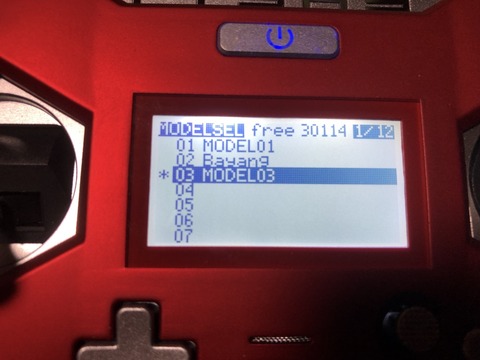 MODELSEL free 30114 1/12
01 MODEL01
02 Bayang
* 03 MODEL03
04
05
06
07